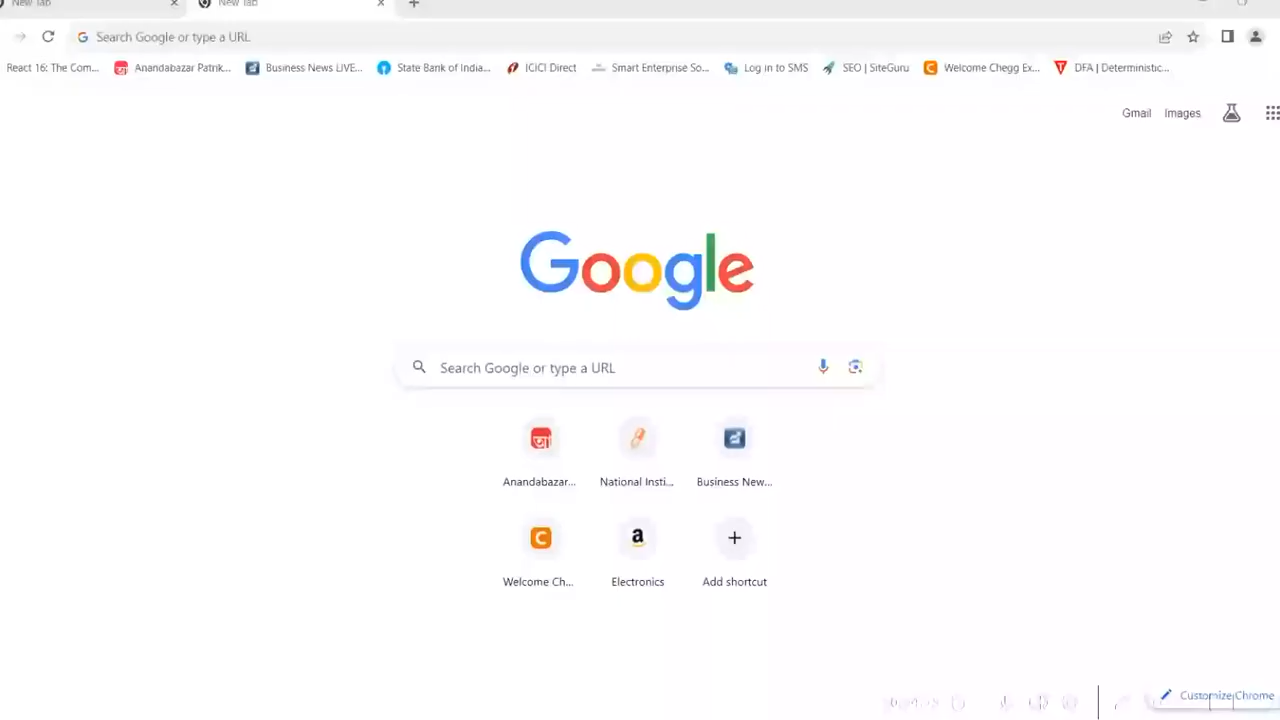 New Tab New Tab
Search Google or type a URL
React 16: The Com... Anandabazar Patrik... Business News LIVE... State Bank of India... ICICI Direct Smart Enterprise So... Log in to SMS SEO | SiteGuru Welcome Chegg Ex... DFA | Deterministic...
Gmail Images
Google
Search Google or type a URL
Anandabazar... National Insti... Business New...
Welcome Ch... Electronics Add shortcut
Customize Chrome